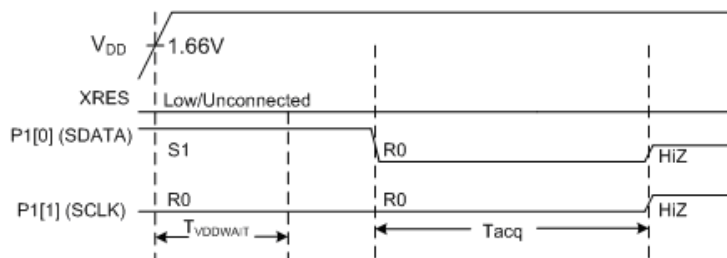 VDD 1.66V
XRES Low/Unconnected
P1[0] (SDATA) S1 R0 HiZ
P1[1] (SCLK) R0 R0 HiZ
TVDDWAIT Tacq